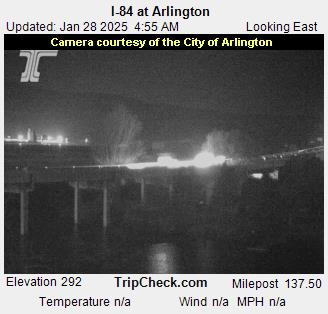 I-84 at Arlington
Updated: Jan 28 2025 4:55 AM Looking East
Camera courtesy of the City of Arlington
Elevation 292 TripCheck.com Milepost 137.50
Temperature n/a Wind n/a MPH n/a